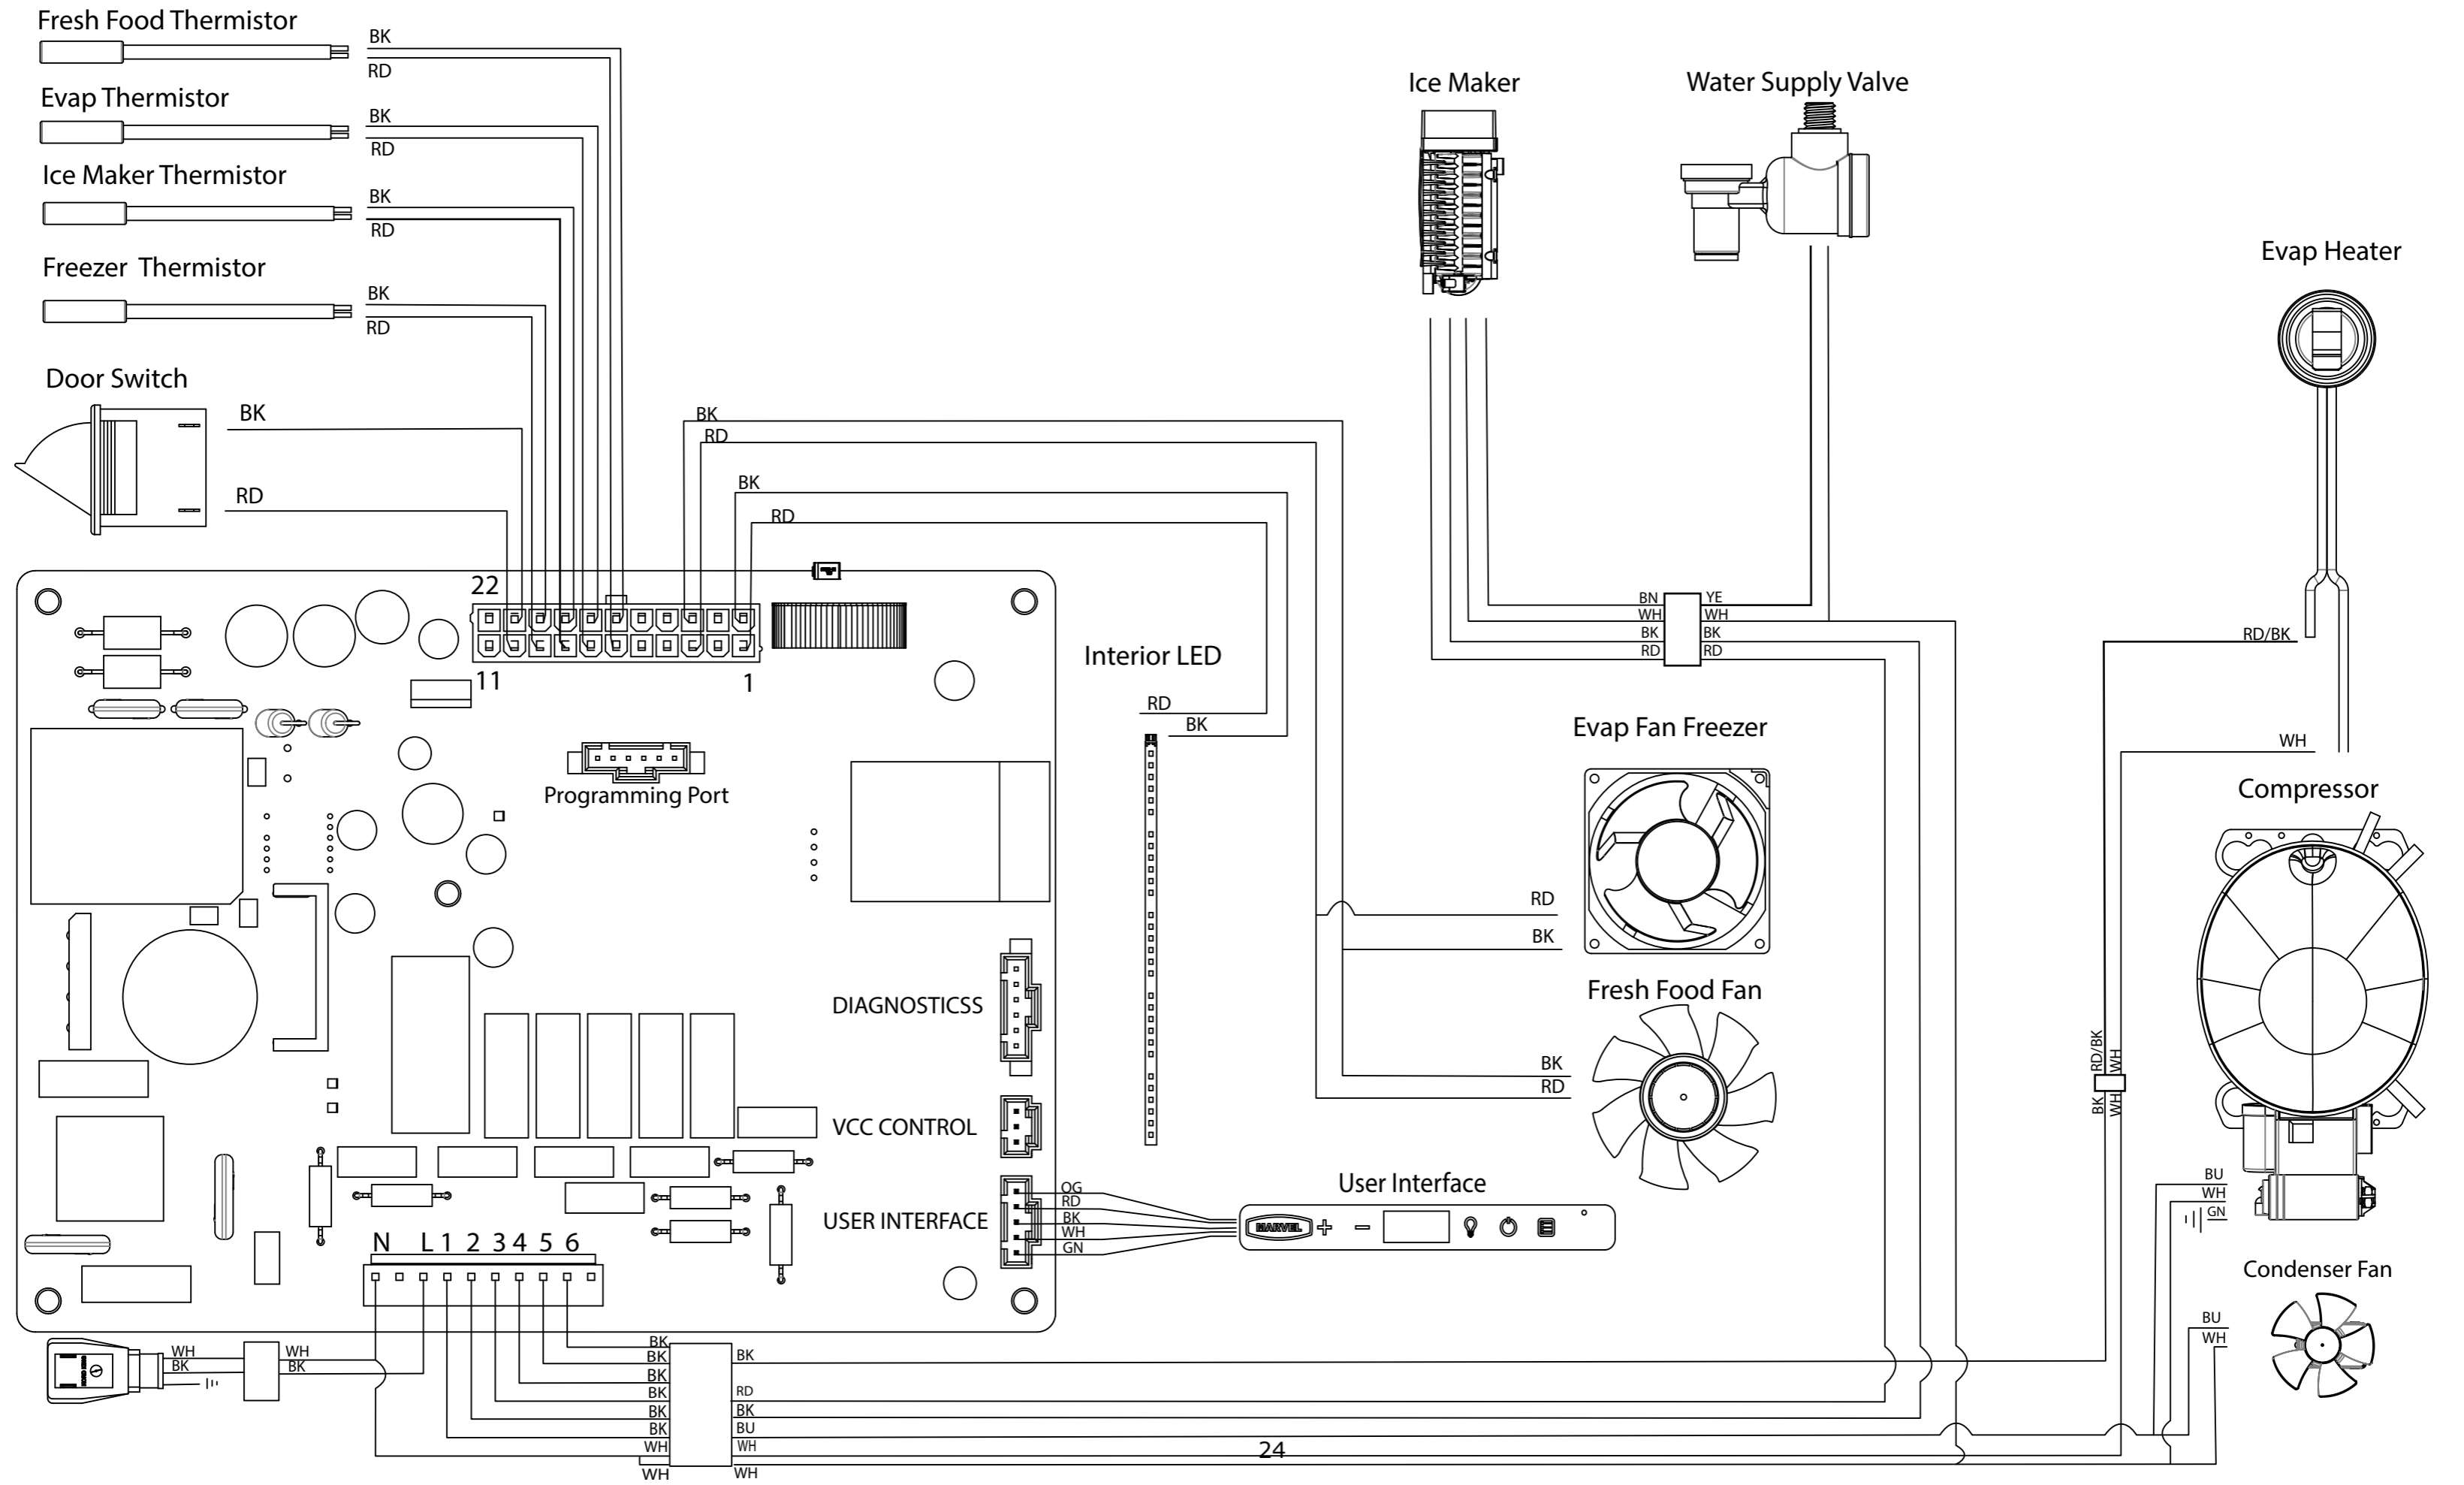 Fresh Food Thermistor
BK
RD
Evap Thermistor
BK
RD
Ice Maker Thermistor
BK
RD
Freezer Thermistor
BK
RD
Door Switch
BK
RD
BK
RD
BK
RD
Ice Maker
Water Supply Valve
Evap Heater
BN
WH
BK
RD
YE
WH
BK
RD
RD/BK
WH
22
11
1
Interior LED
RD
BK
Programming Port
Evap Fan Freezer
RD
BK
Fresh Food Fan
BK
RD
Compressor
RD/BK
WH
BK
WH
BU
WH
GN
DIAGNOSTICSS
VCC CONTROL
USER INTERFACE
OG
RD
BK
WH
GN
User Interface
MARVEL
+ −
Condenser Fan
BU
WH
N L 1 2 3 4 5 6
WH
BK
WH
BK
BK
BK
BK
BK
BK
BK
WH
WH
BK
RD
BK
BU
WH
WH
24